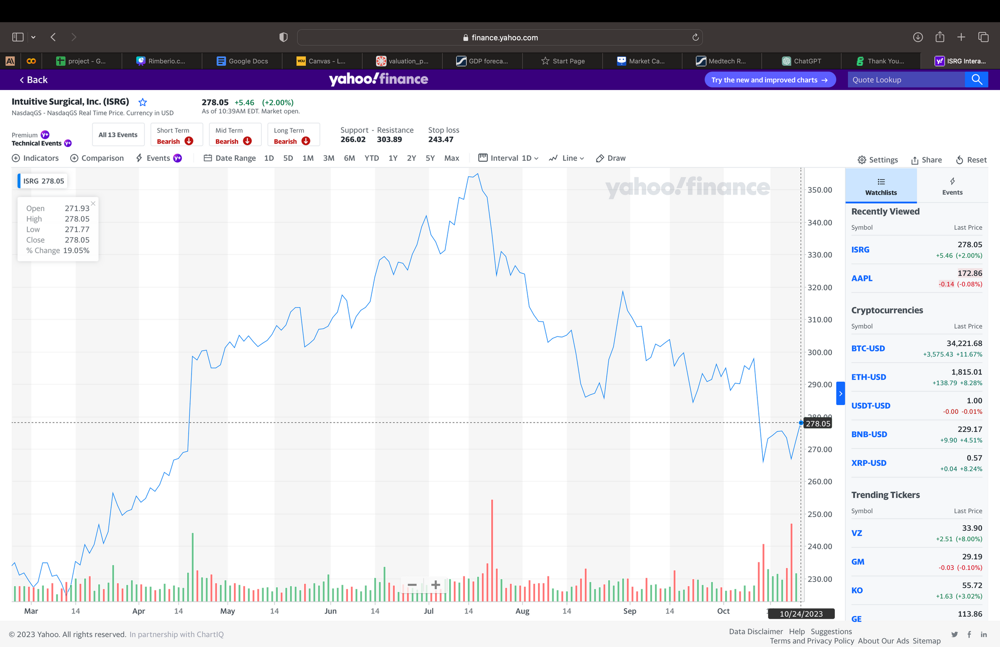 finance.yahoo.com
project - G...
Rimberio.c...
Google Docs
VCU Canvas - L...
valuation_p...
GDP foreca...
Start Page
Market Ca...
Medtech R...
ChatGPT
Thank You...
y! ISRG Intera...
Back
yahoo!finance
Try the new and improved charts →
Quote Lookup
Intuitive Surgical, Inc. (ISRG)
278.05 +5.46 (+2.00%)
NasdaqGS - NasdaqGS Real Time Price. Currency in USD
As of 10:39AM EDT. Market open.
Premium y+
Technical Events y+
All 13 Events
Short Term
Bearish
Mid Term
Bearish
Long Term
Bearish
Support - Resistance
266.02 303.89
Stop loss
243.47
Indicators
Comparison
Events y+
Date Range 1D 5D 1M 3M 6M YTD 1Y 2Y 5Y Max
Interval 1D
Line
Draw
Settings
Share
Reset
ISRG 278.05
Open 271.93
High 278.05
Low 271.77
Close 278.05
% Change 19.05%
yahoo!finance
350.00
340.00
330.00
320.00
310.00
300.00
290.00
280.00
278.05
270.00
260.00
250.00
240.00
230.00
Mar 14 Apr 14 May 14 Jun 14 Jul 14 Aug 14 Sep 14 Oct
10/24/2023
Watchlists
Events
Recently Viewed
Symbol Last Price
ISRG 278.05
+5.46 (+2.00%)
AAPL 172.86
-0.14 (-0.08%)
Cryptocurrencies
Symbol Last Price
BTC-USD 34,221.68
+3,575.43 +11.67%
ETH-USD 1,815.01
+138.79 +8.28%
USDT-USD 1.00
-0.00 -0.01%
BNB-USD 229.17
+9.90 +4.51%
XRP-USD 0.57
+0.04 +8.24%
Trending Tickers
Symbol Last Price
VZ 33.90
+2.51 (+8.00%)
GM 29.19
-0.03 (-0.10%)
KO 55.72
+1.63 (+3.02%)
GE 113.86
© 2023 Yahoo. All rights reserved. In partnership with ChartIQ
Data Disclaimer Help Suggestions
Terms and Privacy Policy About Our Ads Sitemap